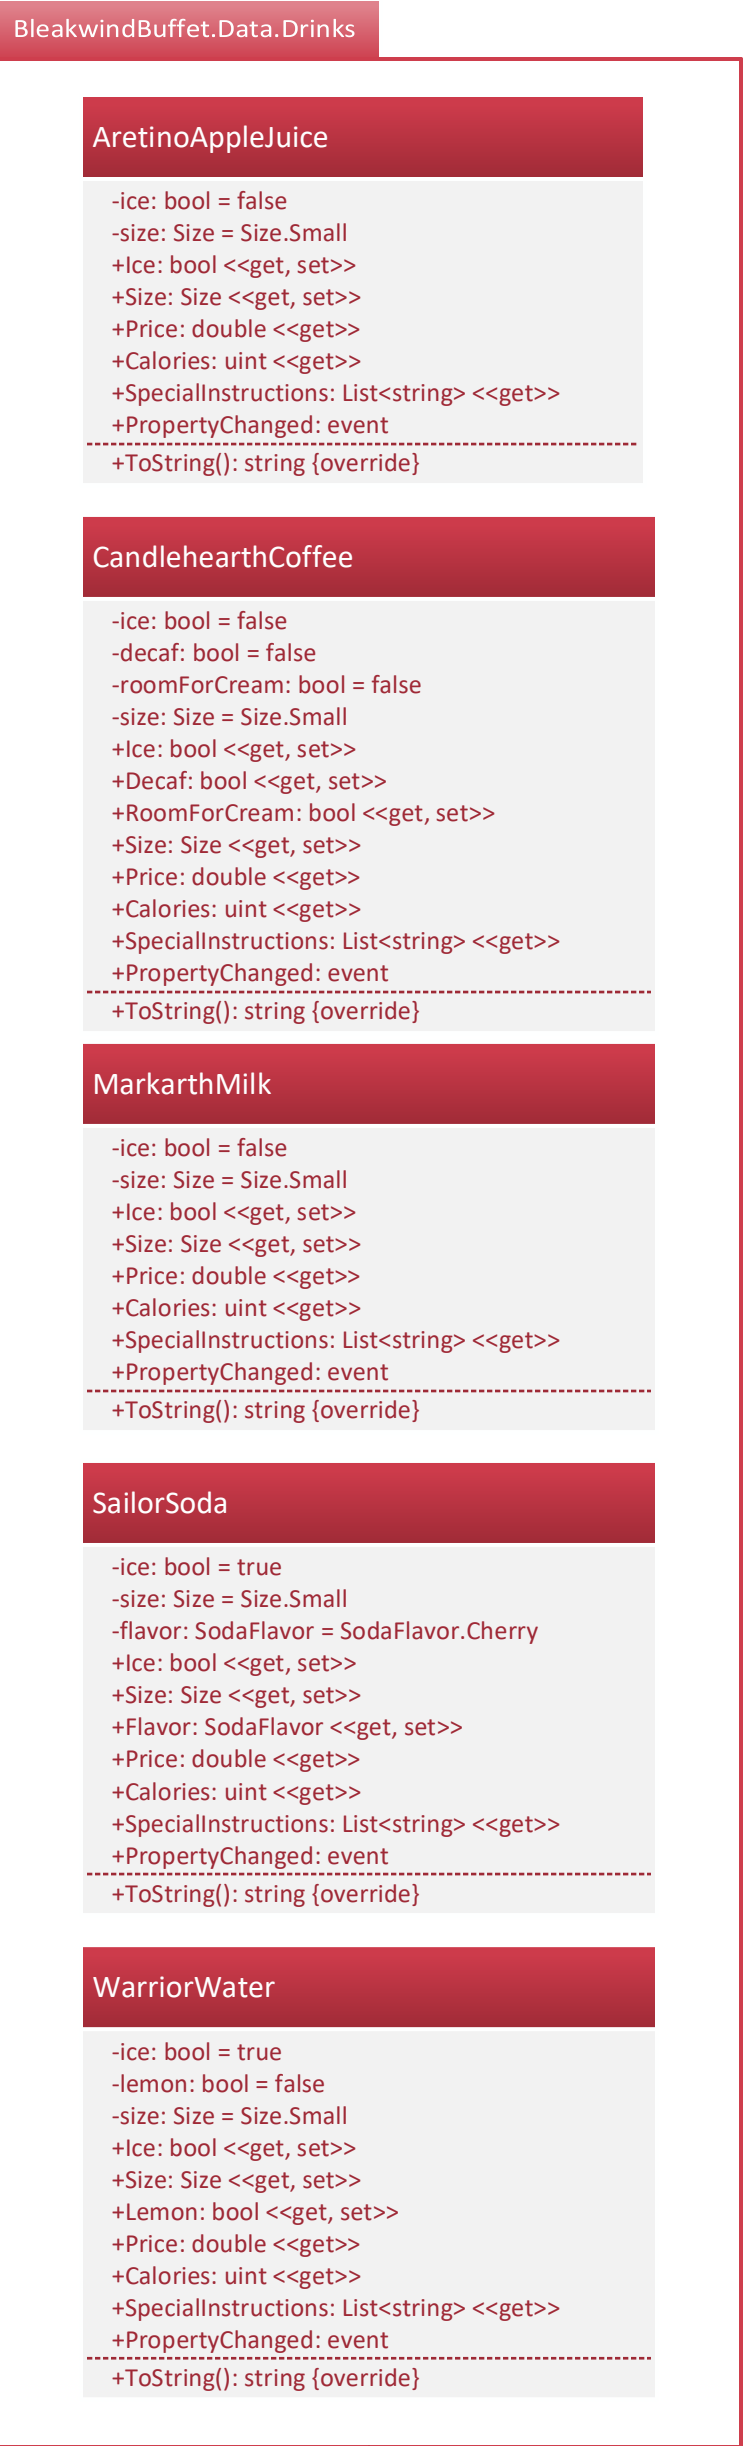 BleakwindBuffet.Data.Drinks
AretinoAppleJuice
-ice: bool = false
-size: Size = Size.Small
+Ice: bool <<get, set>>
+Size: Size <<get, set>>
+Price: double <<get>>
+Calories: uint <<get>>
+SpecialInstructions: List<string> <<get>>
+PropertyChanged: event
+ToString(): string {override}
CandlehearthCoffee
-ice: bool = false
-decaf: bool = false
-roomForCream: bool = false
-size: Size = Size.Small
+Ice: bool <<get, set>>
+Decaf: bool <<get, set>>
+RoomForCream: bool <<get, set>>
+Size: Size <<get, set>>
+Price: double <<get>>
+Calories: uint <<get>>
+SpecialInstructions: List<string> <<get>>
+PropertyChanged: event
+ToString(): string {override}
MarkarthMilk
-ice: bool = false
-size: Size = Size.Small
+Ice: bool <<get, set>>
+Size: Size <<get, set>>
+Price: double <<get>>
+Calories: uint <<get>>
+SpecialInstructions: List<string> <<get>>
+PropertyChanged: event
+ToString(): string {override}
SailorSoda
-ice: bool = true
-size: Size = Size.Small
-flavor: SodaFlavor = SodaFlavor.Cherry
+Ice: bool <<get, set>>
+Size: Size <<get, set>>
+Flavor: SodaFlavor <<get, set>>
+Price: double <<get>>
+Calories: uint <<get>>
+SpecialInstructions: List<string> <<get>>
+PropertyChanged: event
+ToString(): string {override}
WarriorWater
-ice: bool = true
-lemon: bool = false
-size: Size = Size.Small
+Ice: bool <<get, set>>
+Size: Size <<get, set>>
+Lemon: bool <<get, set>>
+Price: double <<get>>
+Calories: uint <<get>>
+SpecialInstructions: List<string> <<get>>
+PropertyChanged: event
+ToString(): string {override}